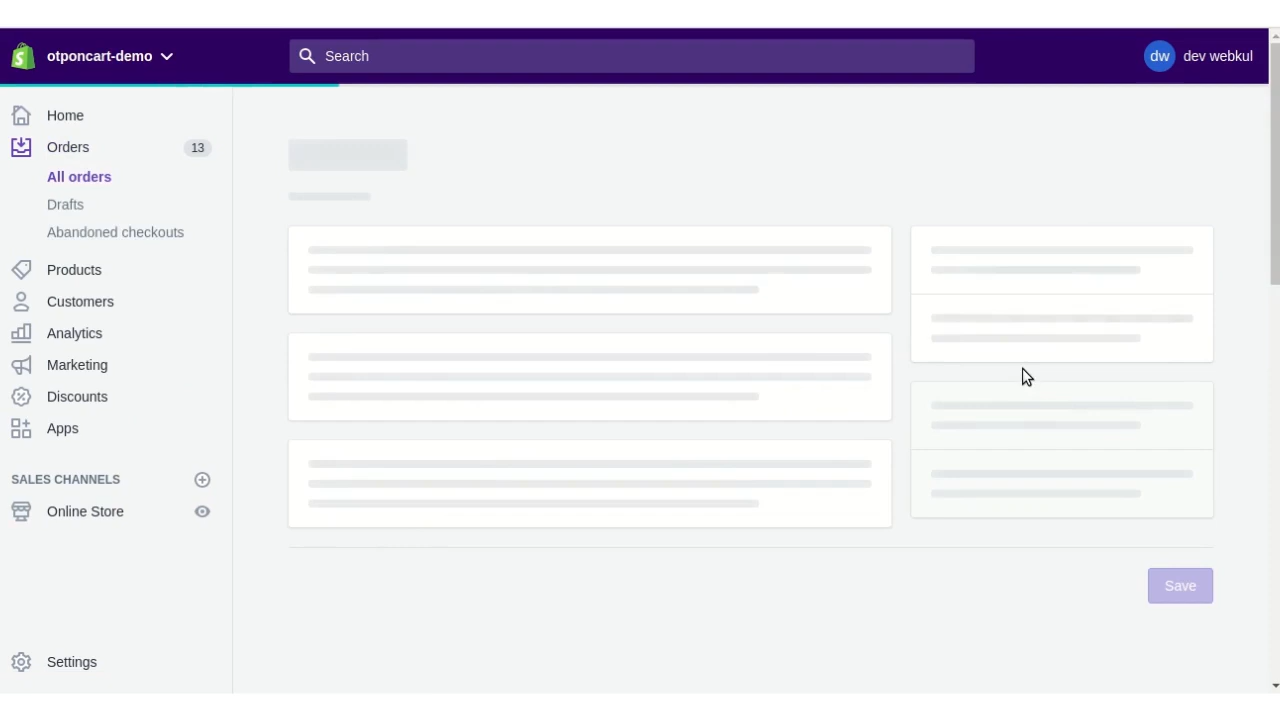 otponcart-demo
Search
dw
dev webkul
Home
Orders
13
All orders
Drafts
Abandoned checkouts
Products
Customers
Analytics
Marketing
Discounts
Apps
SALES CHANNELS
Online Store
Save
Settings